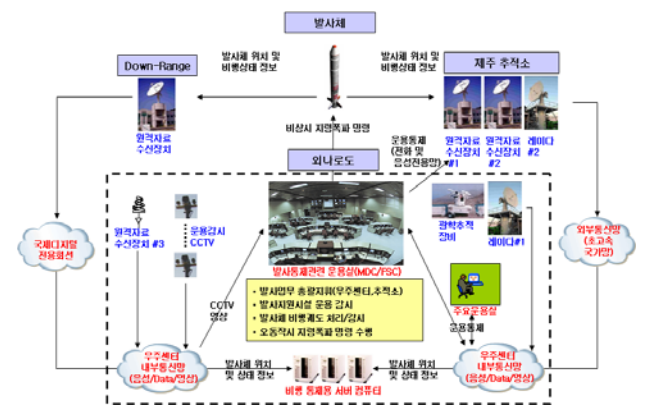 발사체
Down-Range
발사체 위치 및
비행상태 정보
발사체 위치 및
비행상태 정보
제주 추적소
원격자료
수신장치
비상시 지령폭파 명령
운용통제
(전화 및
음성전용망)
원격자료
수신장치
#1
원격자료
수신장치
#2
레이다
#2
외나로도
국제디지털
전용회선
원격자료
수신장치 #3
운용감시
CCTV
발사통제관련 운용실(MDC/FSC)
광학추적
장비
레이다#1
외부통신망
(초고속
국가망)
• 발사업무 총괄지휘(우주센터,추적소)
• 발사지원시설 운용 감시
• 발사체 비행궤도 처리/감시
• 오동작시 지령폭파 명령 수행
CCTV
영상
주요운용실
운용통제
우주센터
내부통신망
(음성/Data/영상)
발사체 위치
및 상태 정보
비행 통제용 서버 컴퓨터
발사체 위치
및 상태 정보
우주센터
내부통신망
(음성/Data/영상)